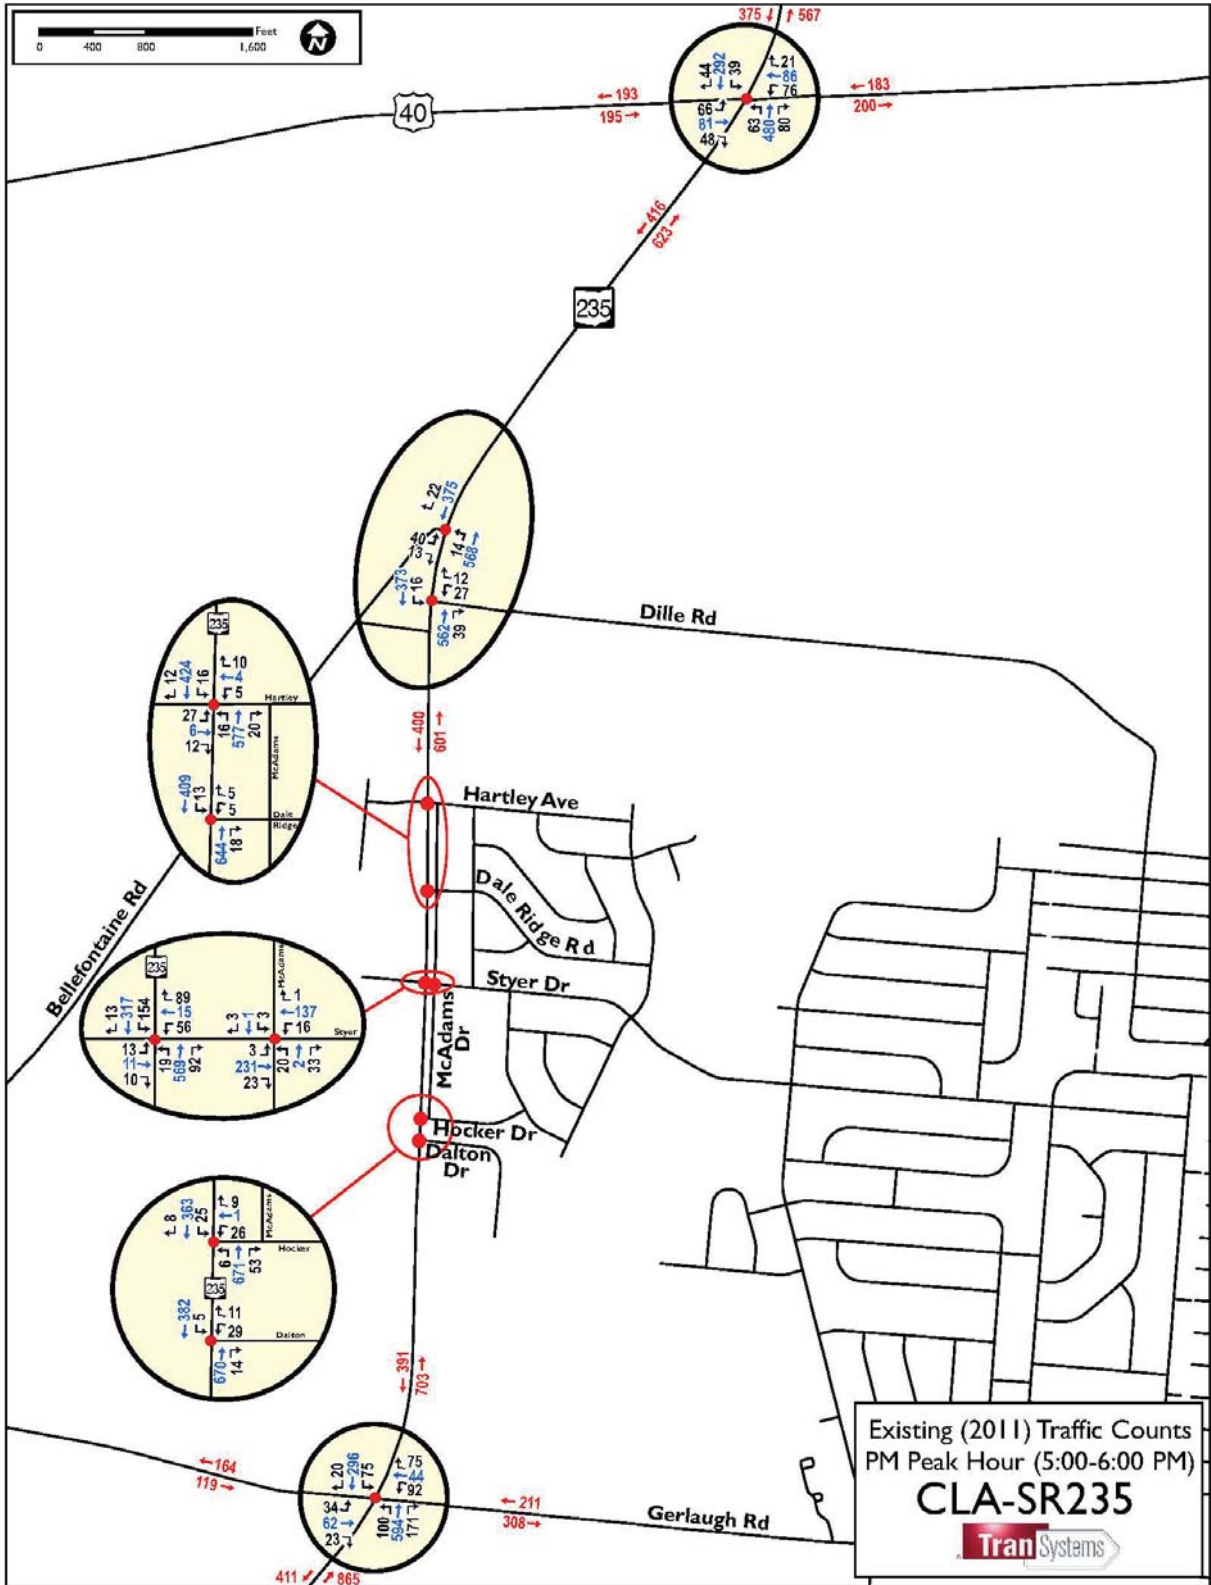 Feet
0 400 800 1,600
N
375 ↓ ↑ 567
44 292 39
21
86
76
← 193
195 →
66
81
48
63 480 80
← 183
200 →
40
← 416
623 →
235
22
← 375
40
13
14
568 →
← 373
16
12
27
562 →
39
Dille Rd
← 400
601 →
235
12 424 16
10
4
5
Hartley
27
6
12
16 577 20
McAdams
409 13
5
5
Dale
Ridge
644 18
Hartley Ave
Dale Ridge Rd
Bellefontaine Rd
Styer Dr
McAdams
Dr
235
McAdams
13 317 154
89
15
56
3 1 3
1
137
16
Styer
13
11
10
19 569 92
3
231
23
20 2 33
Hocker Dr
Dalton
Dr
8 363 25
9
1
26
McAdams
Hocker
6 671 53
235
382 5
11
29
Dalton
670 14
← 391
703 →
← 164
119 →
20 296 75
75
44
92
34
62
23
100 594 171
← 211
308 →
Gerlaugh Rd
411 ↙ ↗ 865
Existing (2011) Traffic Counts
PM Peak Hour (5:00-6:00 PM)
CLA-SR235
TranSystems